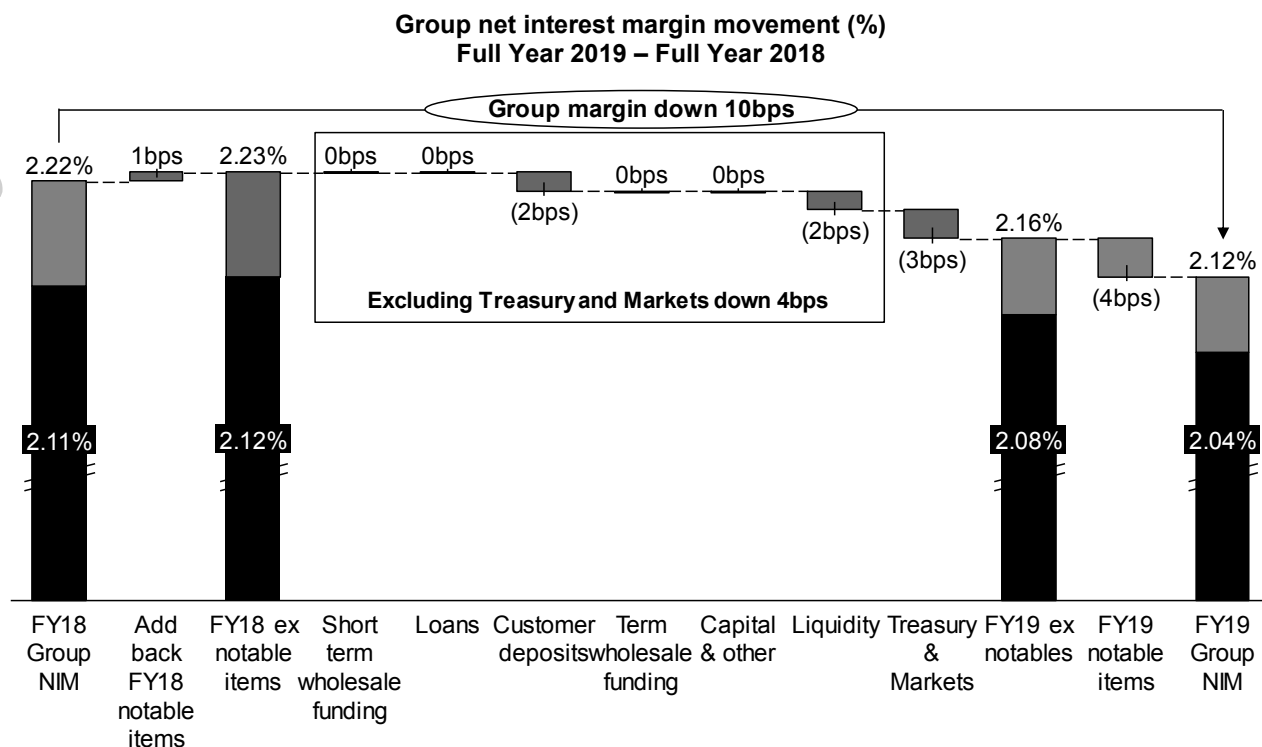 Group net interest margin movement (%)
Full Year 2019 – Full Year 2018
Group margin down 10bps
2.22%
1bps
2.23%
0bps
0bps
(2bps)
0bps
0bps
(2bps)
(3bps)
2.16%
(4bps)
2.12%
Excluding Treasury and Markets down 4bps
2.11%
2.12%
2.08%
2.04%
FY18
Group
NIM
Add
back
FY18
notable
items
FY18 ex
notable
items
Short
term
wholesale
funding
Loans
Customer
deposits
Term
wholesale
funding
Capital
& other
Liquidity
Treasury
&
Markets
FY19 ex
notables
FY19
notable
items
FY19
Group
NIM